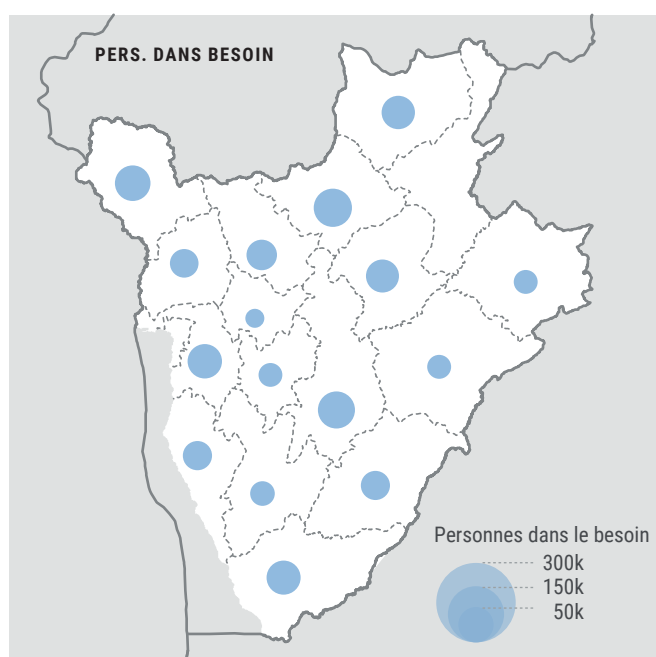 PERS. DANS BESOIN
Personnes dans le besoin
300k
150k
50k